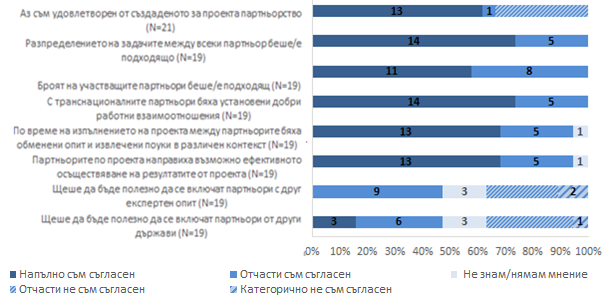 Аз съм удовлетворен от създаденото за проекта партньорство
(N=21)
13 1
Разпределението на задачите между всеки партньор беше/е
подходящо (N=19)
14 5
Броят на участващите партньори беше/е подходящ (N=19)
11 8
С транснационалните партньори бяха установени добри
работни взаимоотношения (N=19)
14 5
По време на изпълнението на проекта между партньорите бяха
обменени опит и извлечени поуки в различен контекст (N=19)
13 5 1
Партньорите по проекта направиха възможно ефективното
осъществяване на резултатите от проекта (N=19)
13 5 1
Щеше да бъде полезно да се включат партньори с друг
експертен опит (N=19)
9 3 2
Щеше да бъде полезно да се включат партньори от други
държави (N=19)
3 6 3 1
0% 10% 20% 30% 40% 50% 60% 70% 80% 90% 100%
Напълно съм съгласен Отчасти съм съгласен Не знам/нямам мнение
Отчасти не съм съгласен Категорично не съм съгласен